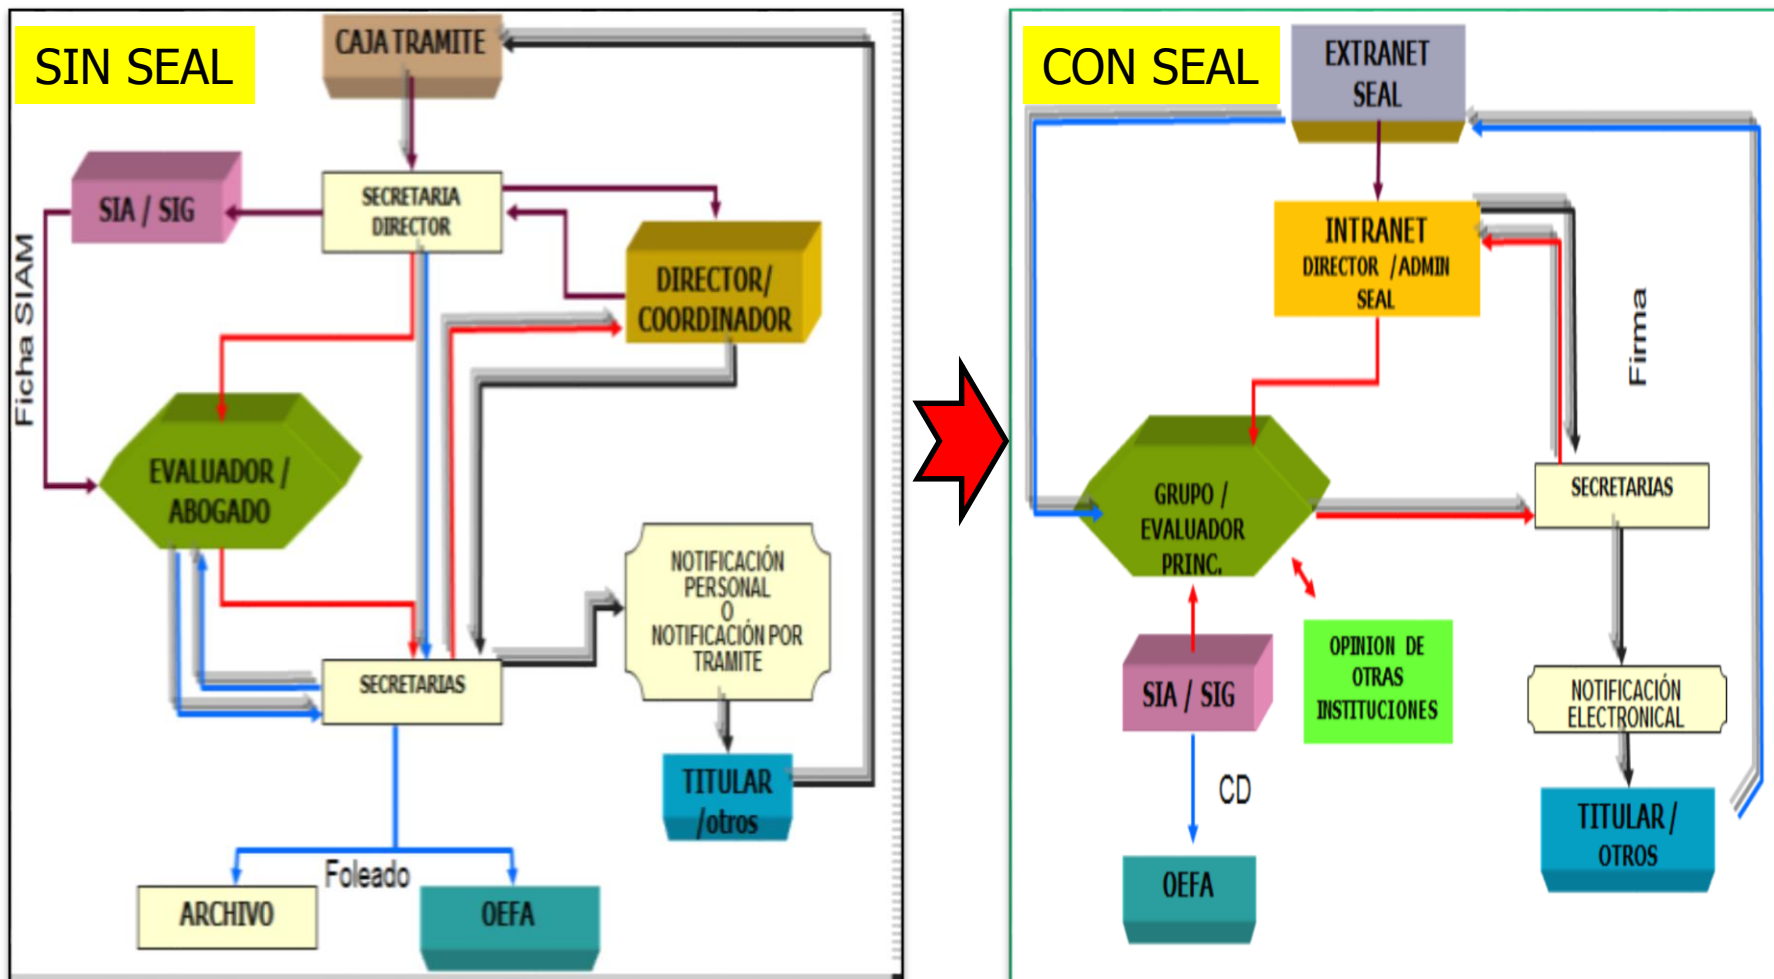 SIN SEAL
CAJA TRAMITE
SIA / SIG
SECRETARIA
DIRECTOR
DIRECTOR/
COORDINADOR
Ficha SIAM
EVALUADOR /
ABOGADO
NOTIFICACIÓN
PERSONAL
O
NOTIFICACIÓN POR
TRAMITE
SECRETARIAS
TITULAR
/otros
Foleado
ARCHIVO
OEFA
CON SEAL
EXTRANET
SEAL
INTRANET
DIRECTOR /ADMIN
SEAL
Firma
GRUPO /
EVALUADOR
PRINC.
SECRETARIAS
OPINION DE
OTRAS
INSTITUCIONES
SIA / SIG
NOTIFICACIÓN
ELECTRONICAL
CD
TITULAR /
OTROS
OEFA